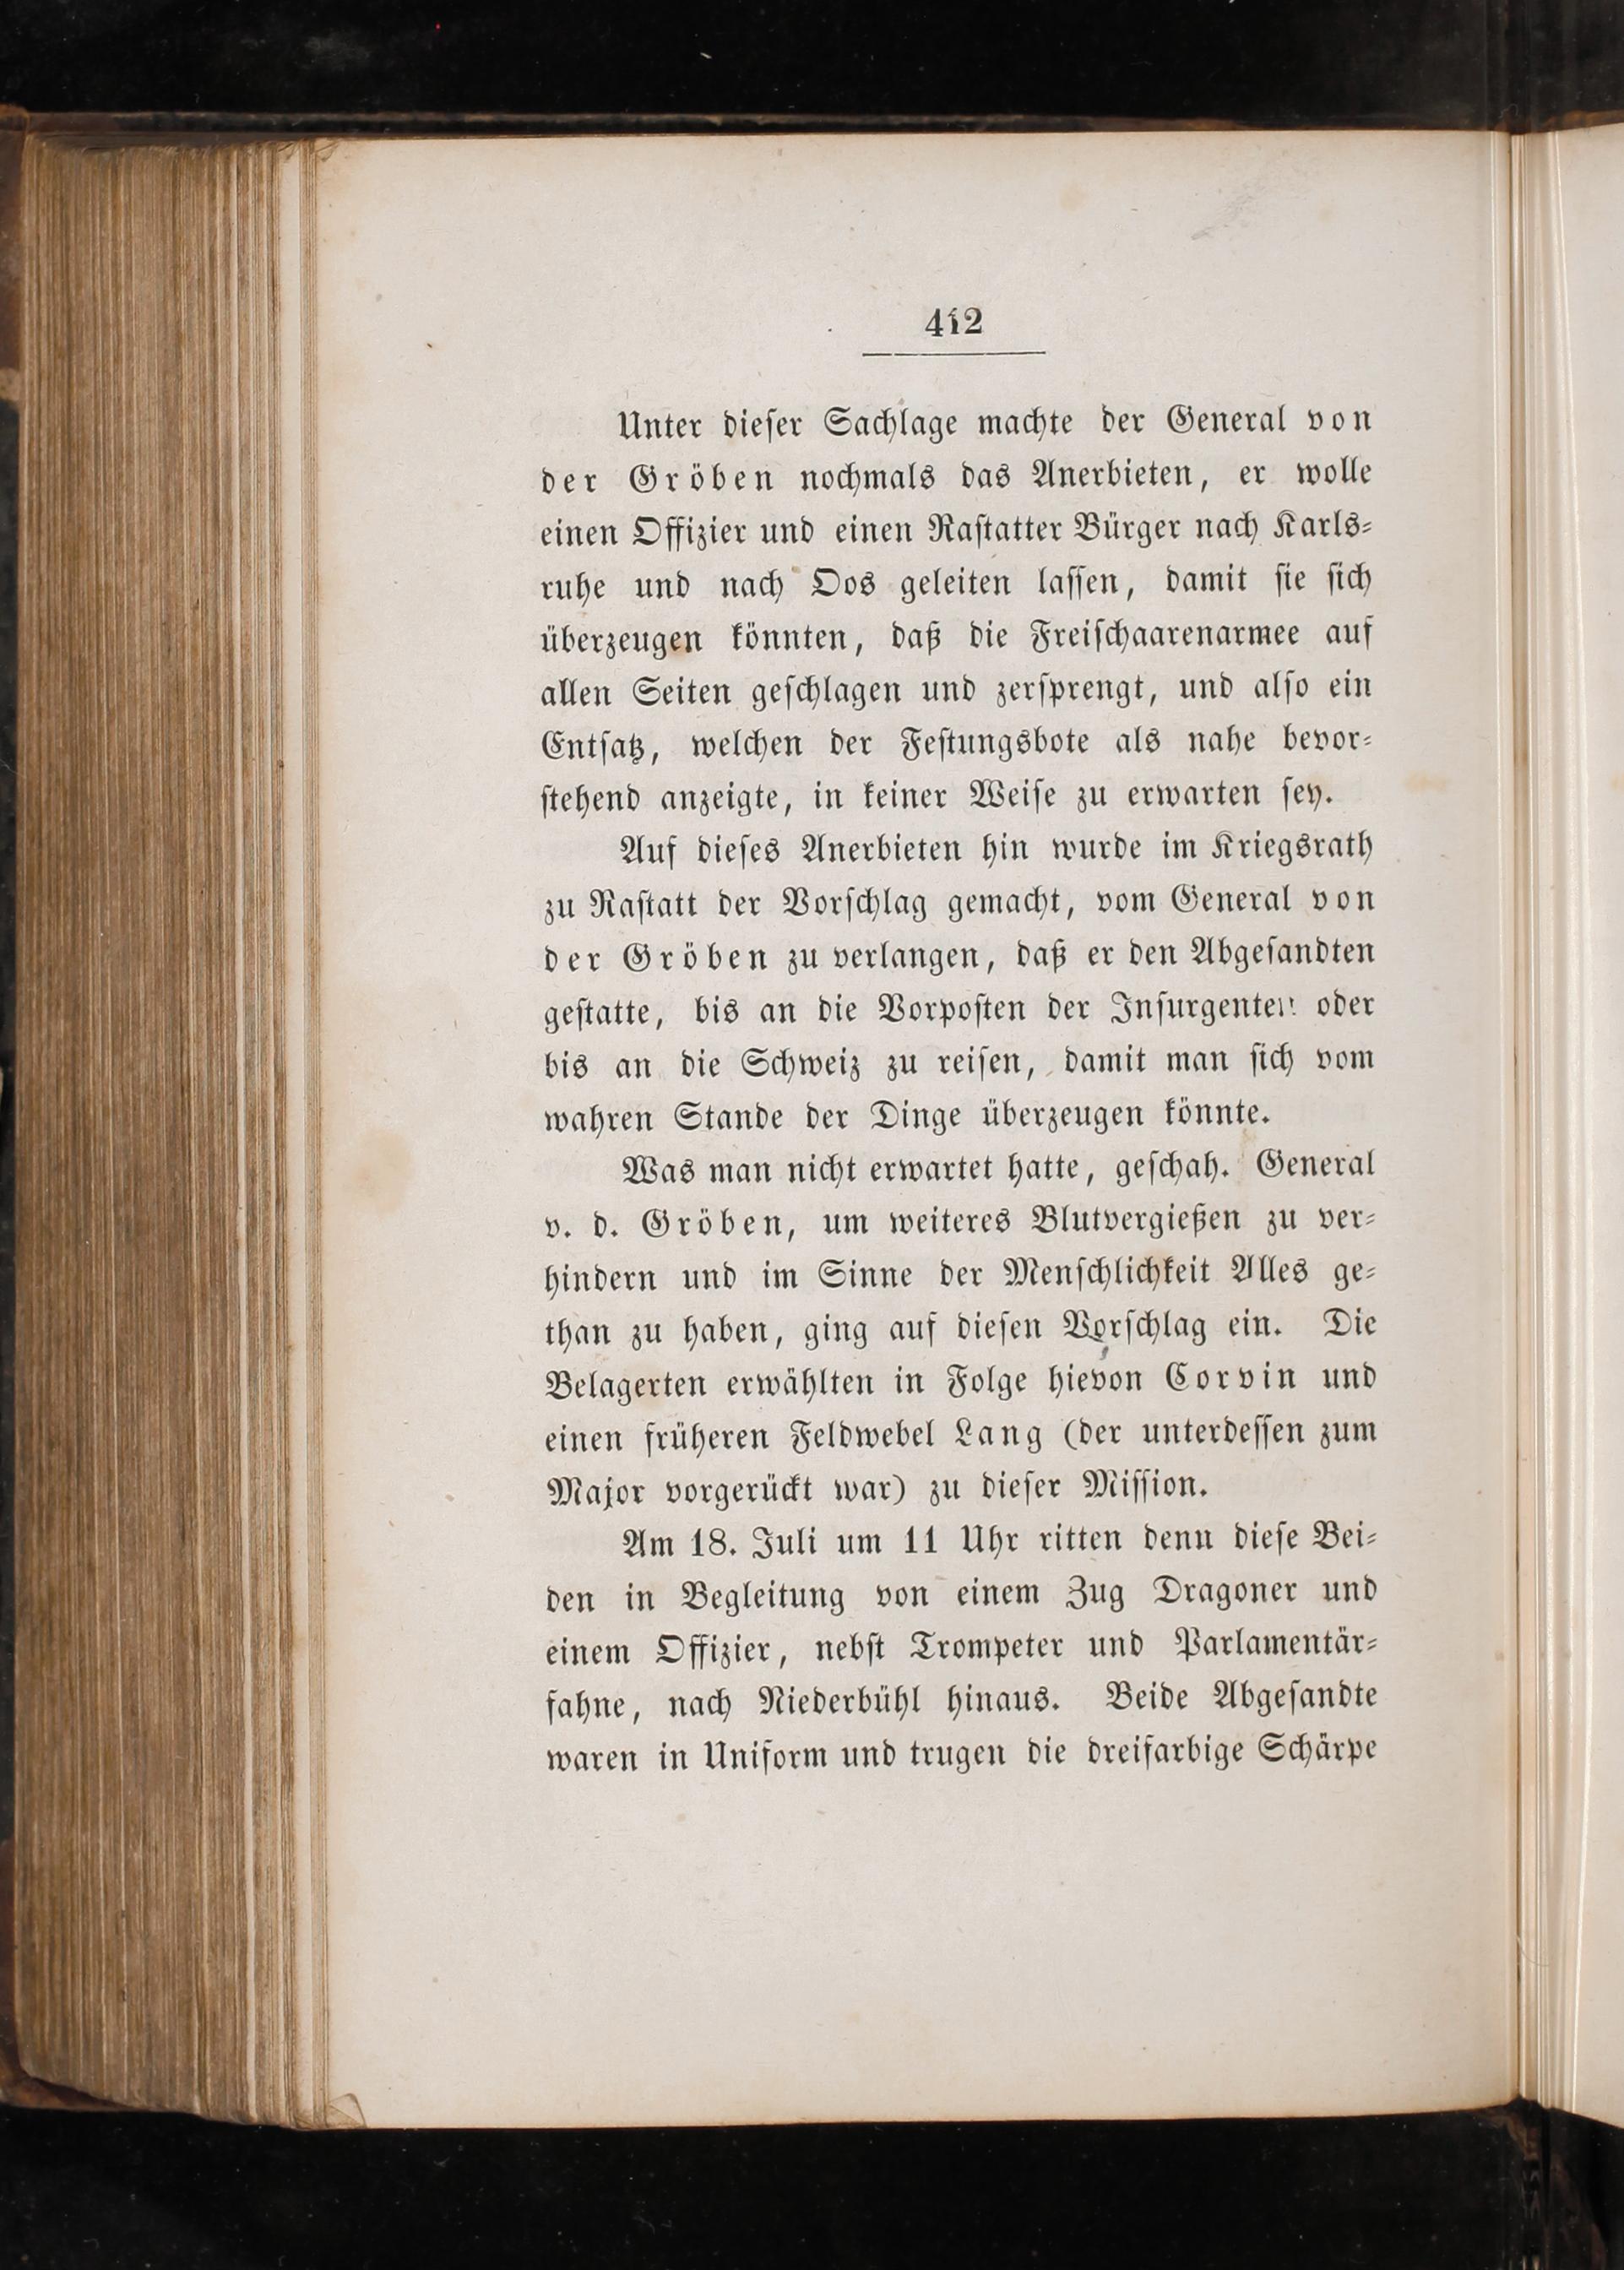 412
Unter dieſer Sachlage machte der General von
der Gröben nochmals das Anerbieten, er wolle
einen Offizier und einen Raſtatter Bürger nach Karls⸗
ruhe und nach Oos geleiten laſſen, damit ſie ſich
überzeugen könnten, daß die Freiſchaarenarmee auf
allen Seiten geſchlagen und zerſprengt, und alſo ein
Entſatz, welchen der Feſtungsbote als nahe bevor⸗
ſtehend anzeigte, in keiner Weiſe zu erwarten ſey.
Auf dieſes Anerbieten hin wurde im Kriegsrath
zu Raſtatt der Vorſchlag gemacht, vom General von
der Gröben zu verlangen, daß er den Abgeſandten
geſtatte, bis an die Vorpoſten der Inſurgenten oder
bis an die Schweiz zu reiſen, damit man ſich vom
wahren Stande der Dinge überzeugen könnte.
Was man nicht erwartet hatte, geſchah. General
v. d. Gröben, um weiteres Blutvergießen zu ver⸗
hindern und im Sinne der Menſchlichkeit Alles ge⸗
than zu haben, ging auf dieſen Vorſchlag ein. Die
Belagerten erwählten in Folge hievon Corvin und
einen früheren Feldwebel Lang (der unterdeſſen zum
Major vorgerückt war) zu dieſer Miſſion.
Am 18. Juli um 11 Uhr ritten denn dieſe Bei⸗
den in Begleitung von einem Zug Dragoner und
einem Offizier, nebſt Trompeter und Parlamentär⸗
fahne, nach Niederbühl hinaus. Beide Abgeſandte
waren in Uniform und trugen die dreifarbige Schärpe